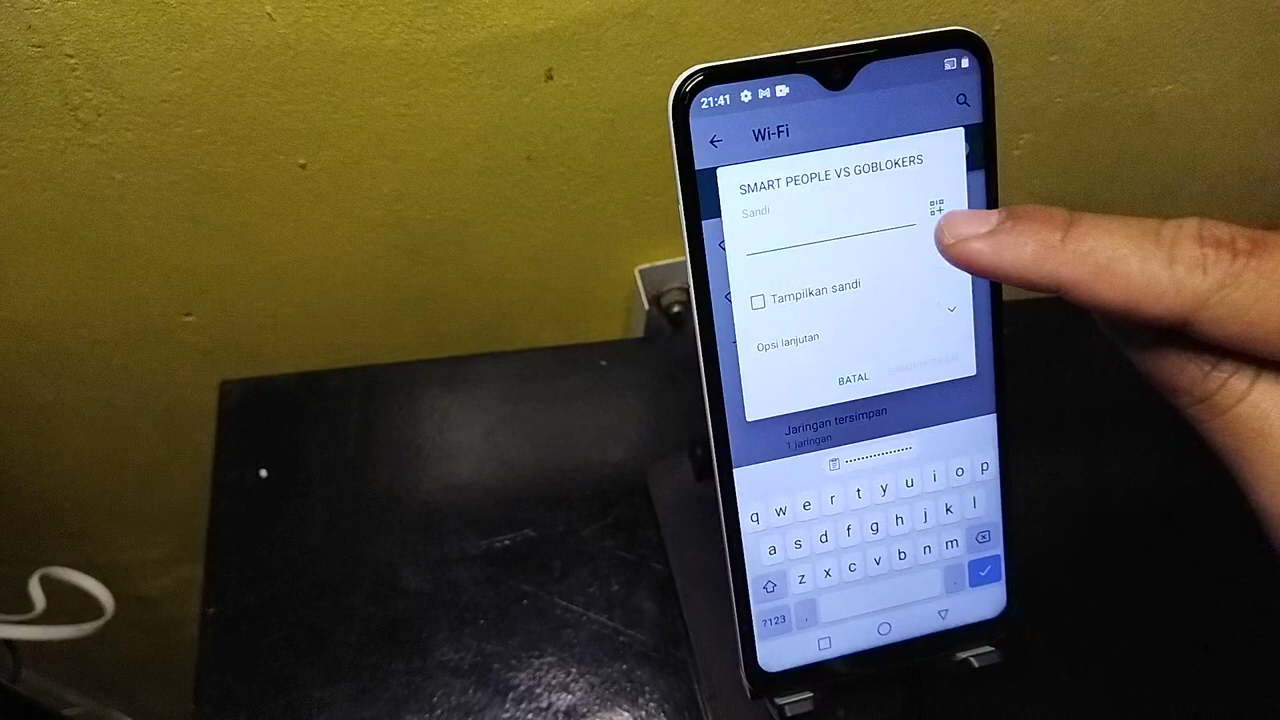 21:41
Wi-Fi
SMART PEOPLE VS GOBLOKERS
Sandi
Tampilkan sandi
Opsi lanjutan
BATAL
Jaringan tersimpan
1 jaringan
••••••••••••••••
q w e r t y u i o p
a s d f g h j k l
z x c v b n m
?123 , .